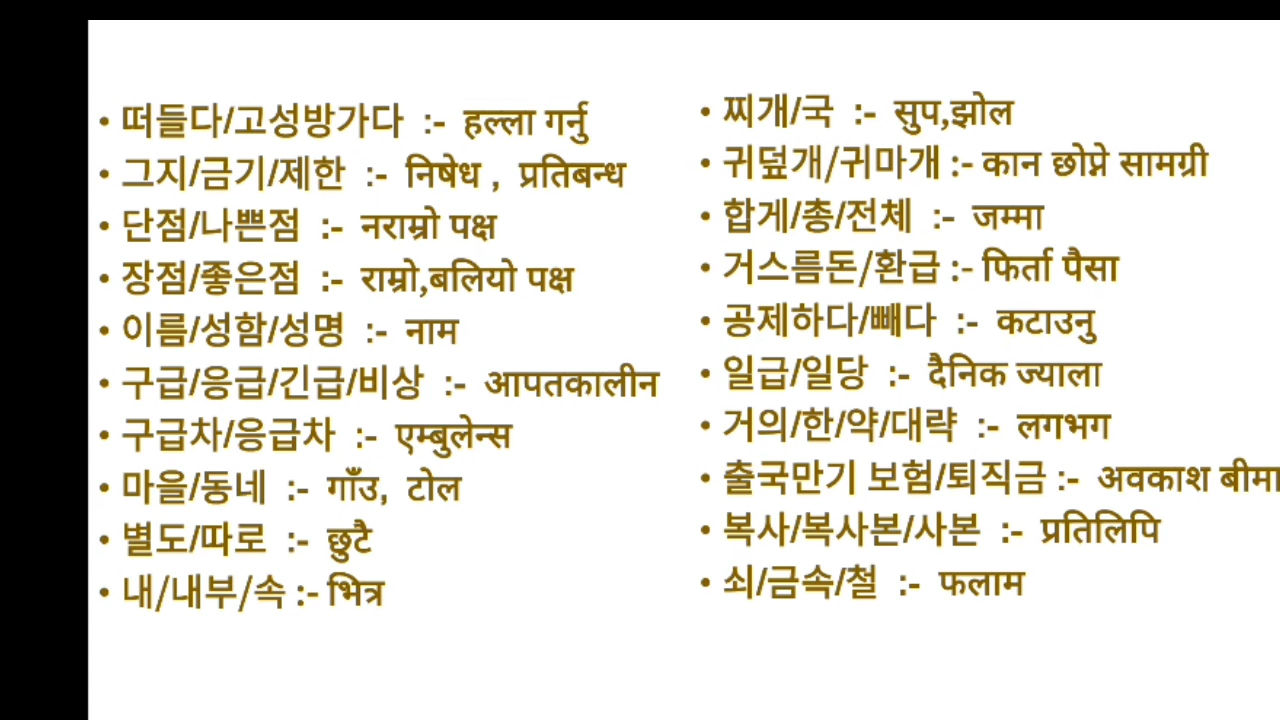 • 떠들다/고성방가다 :- हल्ला गर्नु
• 그지/금기/제한 :- निषेध , प्रतिबन्ध
• 단점/나쁜점 :- नराम्रो पक्ष
• 장점/좋은점 :- राम्रो,बलियो पक्ष
• 이름/성함/성명 :- नाम
• 구급/응급/긴급/비상 :- आपतकालीन
• 구급차/응급차 :- एम्बुलेन्स
• 마을/동네 :- गाँउ, टोल
• 별도/따로 :- छुटै
• 내/내부/속 :- भित्र
• 찌개/국 :- सुप,झोल
• 귀덮개/귀마개 :- कान छोप्ने सामग्री
• 합게/총/전체 :- जम्मा
• 거스름돈/환급 :- फिर्ता पैसा
• 공제하다/빼다 :- कटाउनु
• 일급/일당 :- दैनिक ज्याला
• 거의/한/약/대략 :- लगभग
• 출국만기 보험/퇴직금 :- अवकाश बीमा
• 복사/복사본/사본 :- प्रतिलिपि
• 쇠/금속/철 :- फलाम